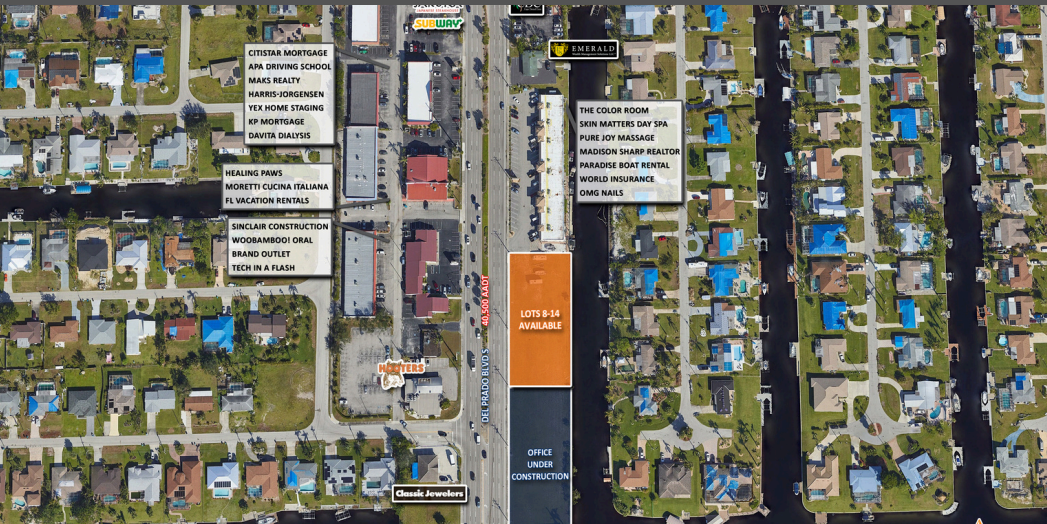 SUBWAY
EMERALD
CITISTAR MORTGAGE
APA DRIVING SCHOOL
MAKS REALTY
HARRIS-JORGENSEN
YEX HOME STAGING
KP MORTGAGE
DAVITA DIALYSIS
THE COLOR ROOM
SKIN MATTERS DAY SPA
PURE JOY MASSAGE
MADISON SHARP REALTOR
PARADISE BOAT RENTAL
WORLD INSURANCE
OMG NAILS
HEALING PAWS
MORETTI CUCINA ITALIANA
FL VACATION RENTALS
SINCLAIR CONSTRUCTION
WOOBAMBOO! ORAL
BRAND OUTLET
TECH IN A FLASH
40,500 AADT
DEL PRADO BLVD S.
LOTS 8-14
AVAILABLE
HOOTERS
OFFICE
UNDER
CONSTRUCTION
Classic Jewelers